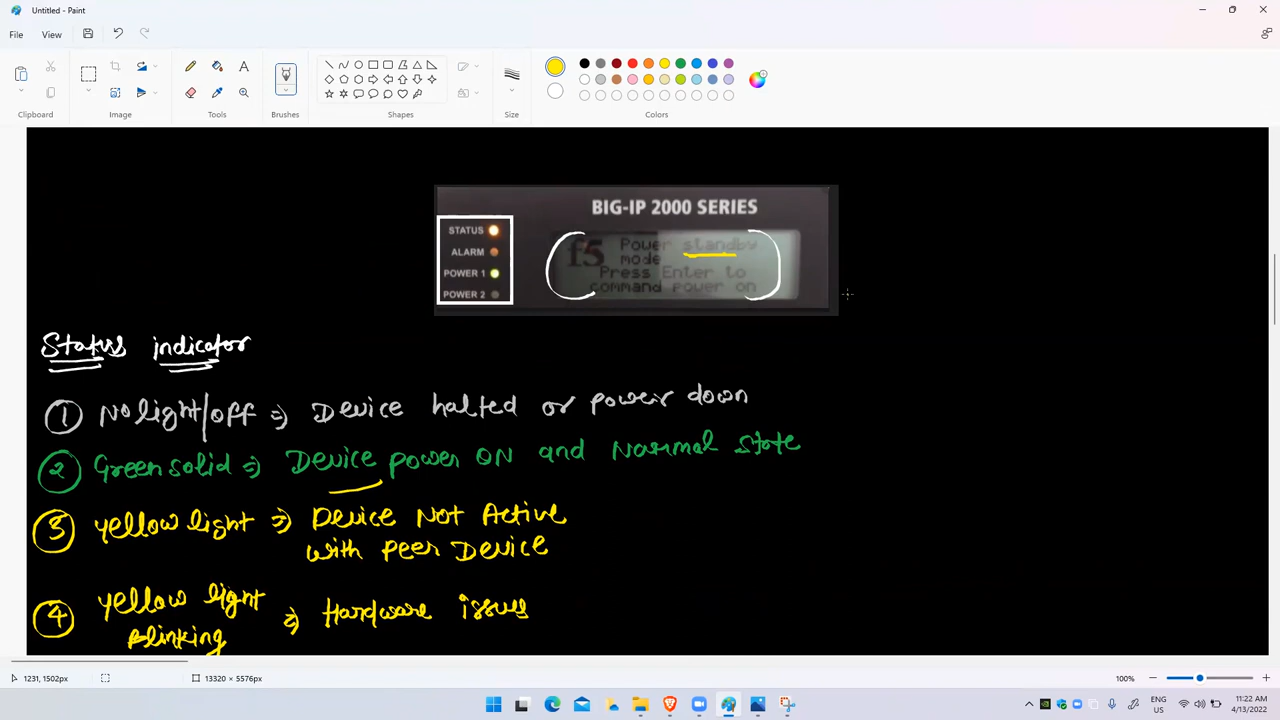 Untitled - Paint
File View
Clipboard Image Tools Brushes Shapes Size Colors
BIG-IP 2000 SERIES
STATUS
ALARM
POWER 1
POWER 2
f5
Power standby
mode
Press Enter to
command power on
Status indicator
1 No light/off => Device halted or power down
2 Green solid => Device power ON and Normal state
3 yellow light => Device Not Active
with peer Device
4 yellow light
Blinking => Hardware issues
1231, 1502px 13320 × 5576px 100%
ENG
US
11:22 AM
4/13/2022